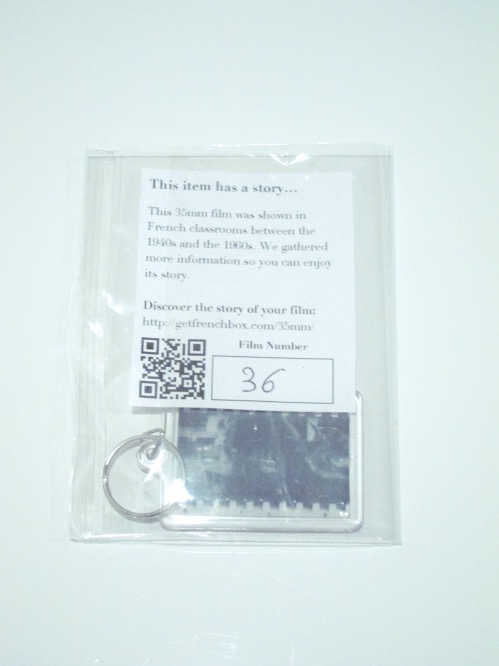 This item has a story...
This 35mm film was shown in
French classrooms between the
1940s and the 1960s. We gathered
more information so you can enjoy
its story.
Discover the story of your film:
http://getfrenchbox.com/35mm/
Film Number
36